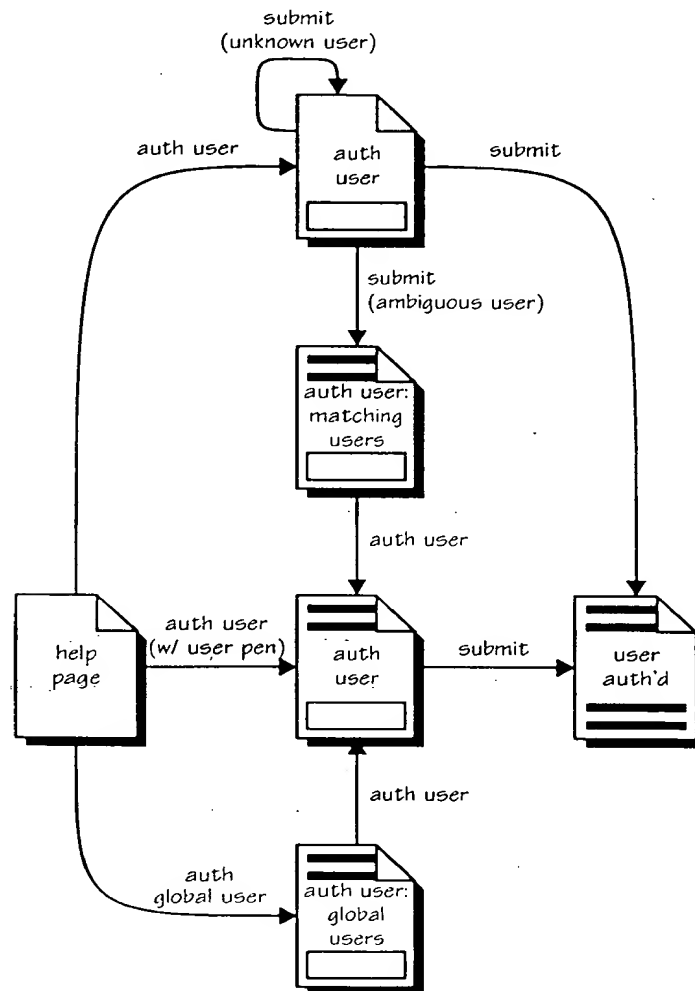 submit
(unknown user)
auth user
auth
user
submit
submit
(ambiguous user)
auth user:
matching
users
auth user
help
page
auth user
(w/ user pen)
auth
user
submit
user
auth'd
auth user
auth
global user
auth user:
global
users